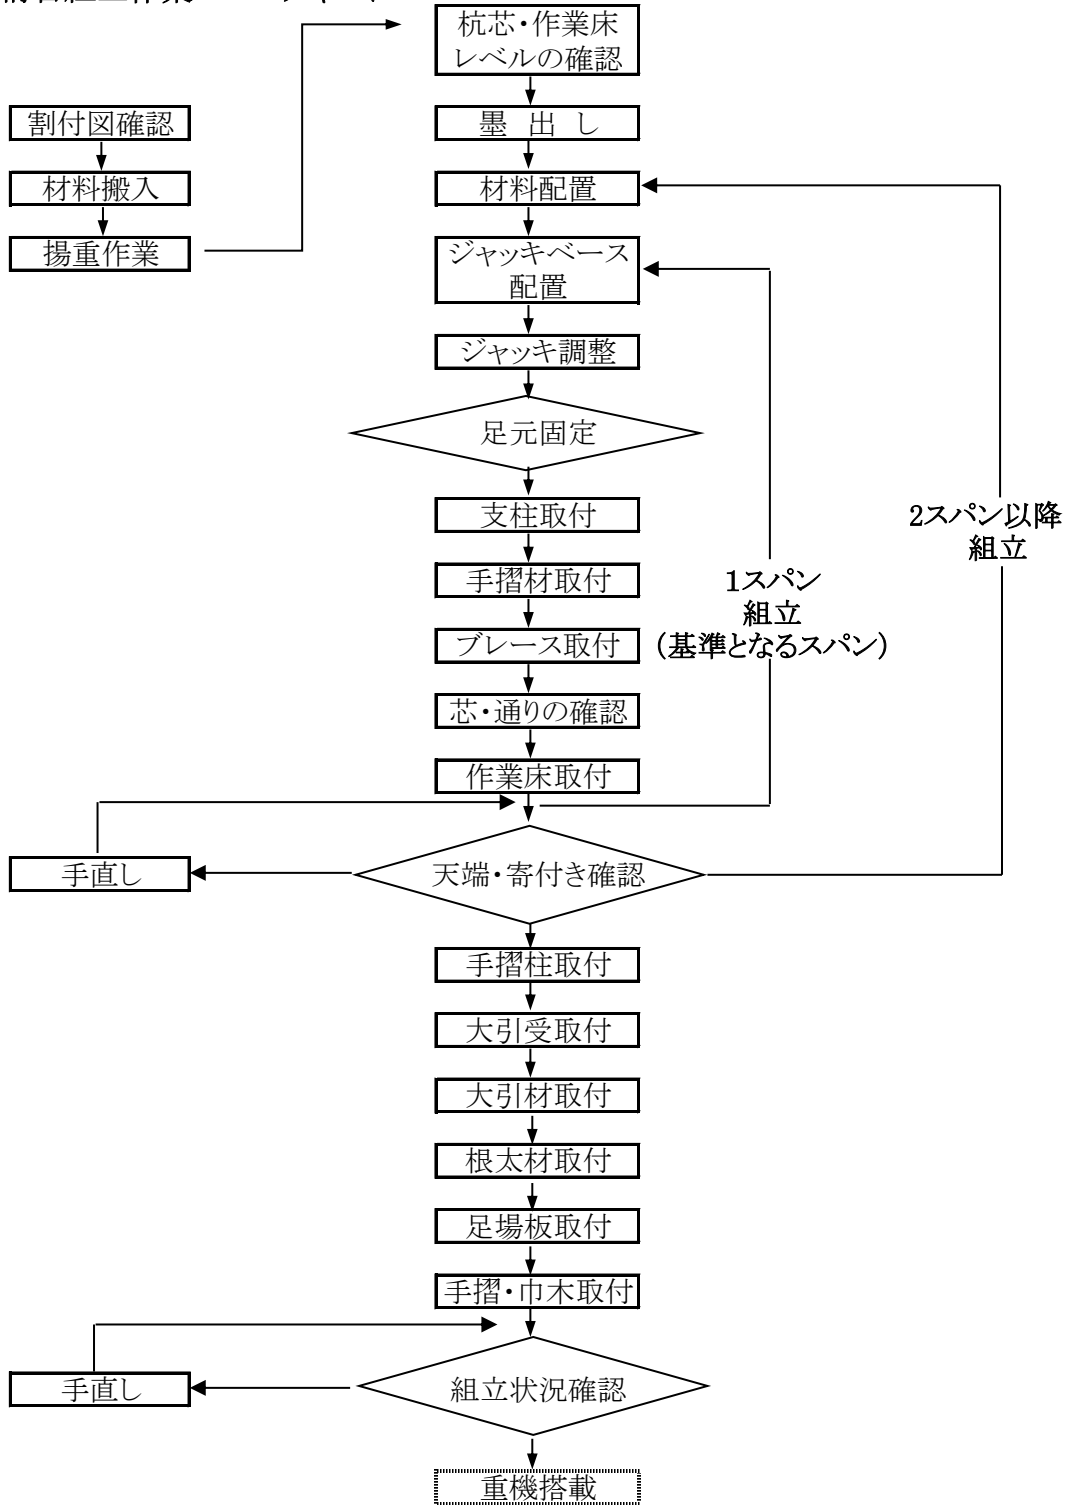 割付図確認
材料搬入
揚重作業
杭芯・作業床
レベルの確認
墨 出 し
材料配置
ジャッキベース
配置
ジャッキ調整
足元固定
支柱取付
手摺材取付
ブレース取付
芯・通りの確認
作業床取付
1スパン
組立
(基準となるスパン)
2スパン以降
組立
天端・寄付き確認
手直し
手摺柱取付
大引受取付
大引材取付
根太材取付
足場板取付
手摺・巾木取付
組立状況確認
手直し
重機搭載